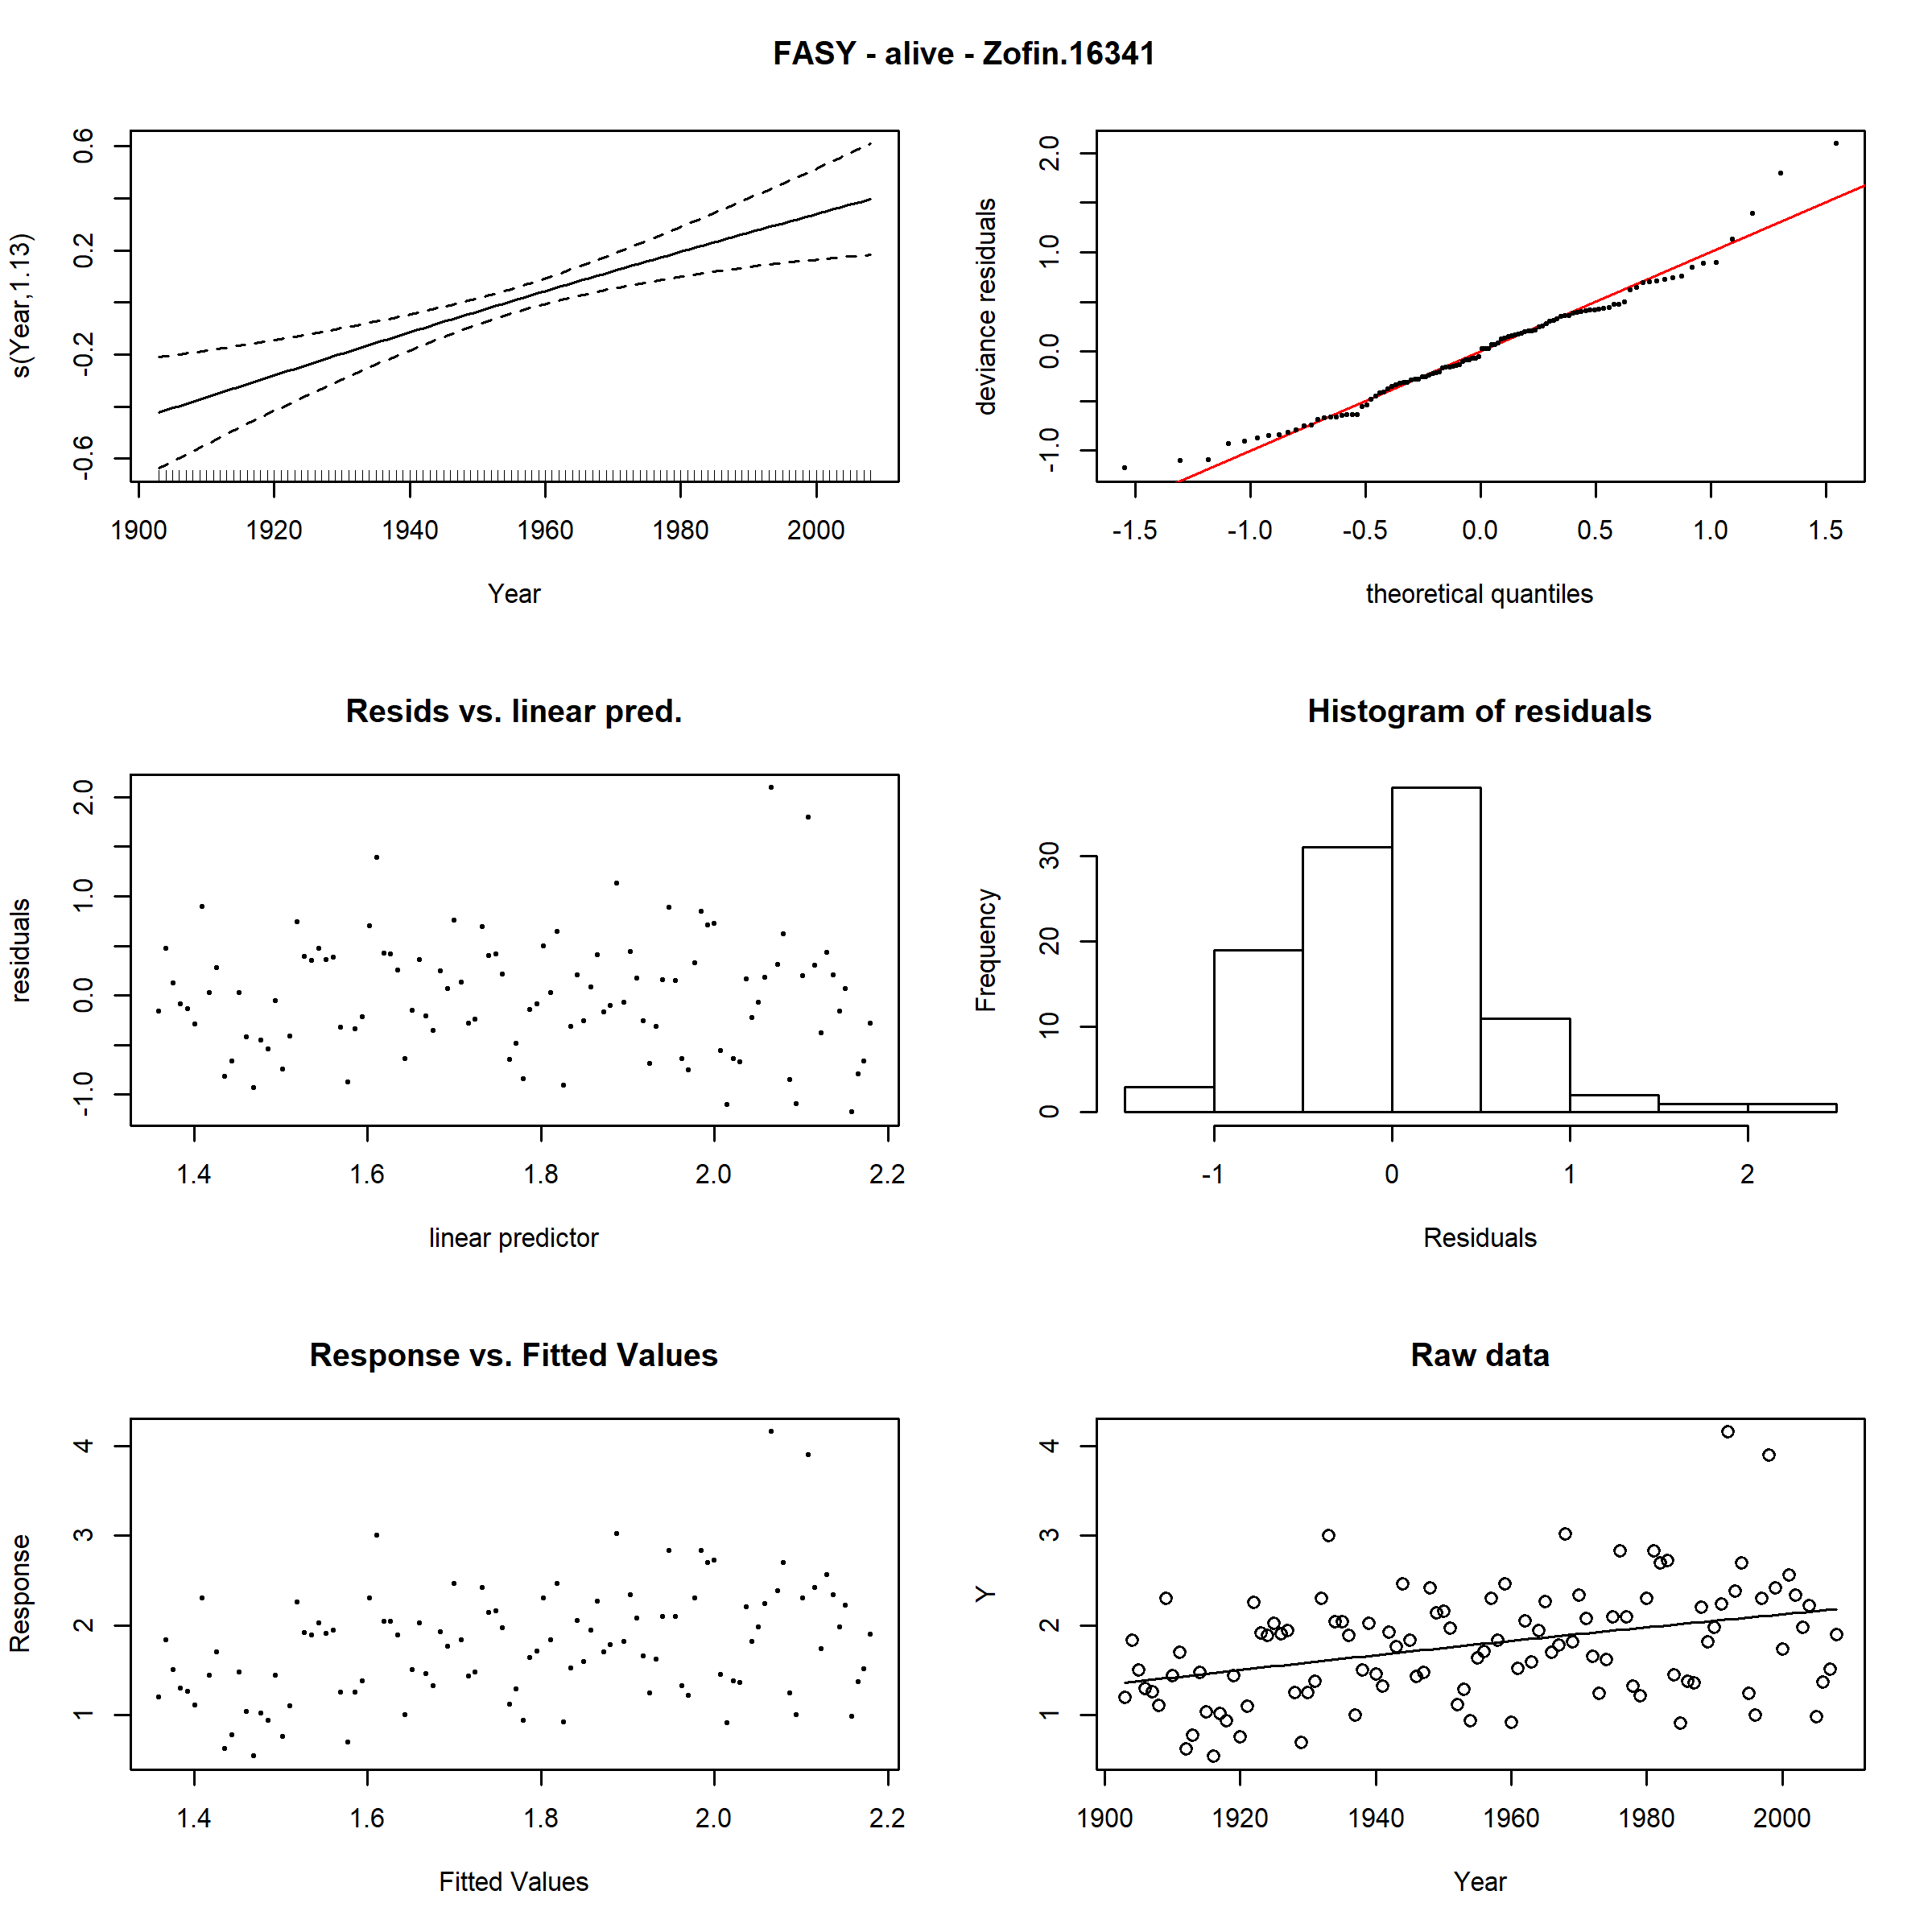 FASY - alive - Zofin.16341
s(Year,1.13)
-0.6 -0.2 0.2 0.6
1900 1920 1940 1960 1980 2000
Year
deviance residuals
-1.0 0.0 1.0 2.0
-1.5 -1.0 -0.5 0.0 0.5 1.0 1.5
theoretical quantiles
Resids vs. linear pred.
residuals
-1.0 0.0 1.0 2.0
1.4 1.6 1.8 2.0 2.2
linear predictor
Histogram of residuals
Frequency
0 10 20 30
-1 0 1 2
Residuals
Response vs. Fitted Values
Response
1 2 3 4
1.4 1.6 1.8 2.0 2.2
Fitted Values
Raw data
Y
1 2 3 4
1900 1920 1940 1960 1980 2000
Year